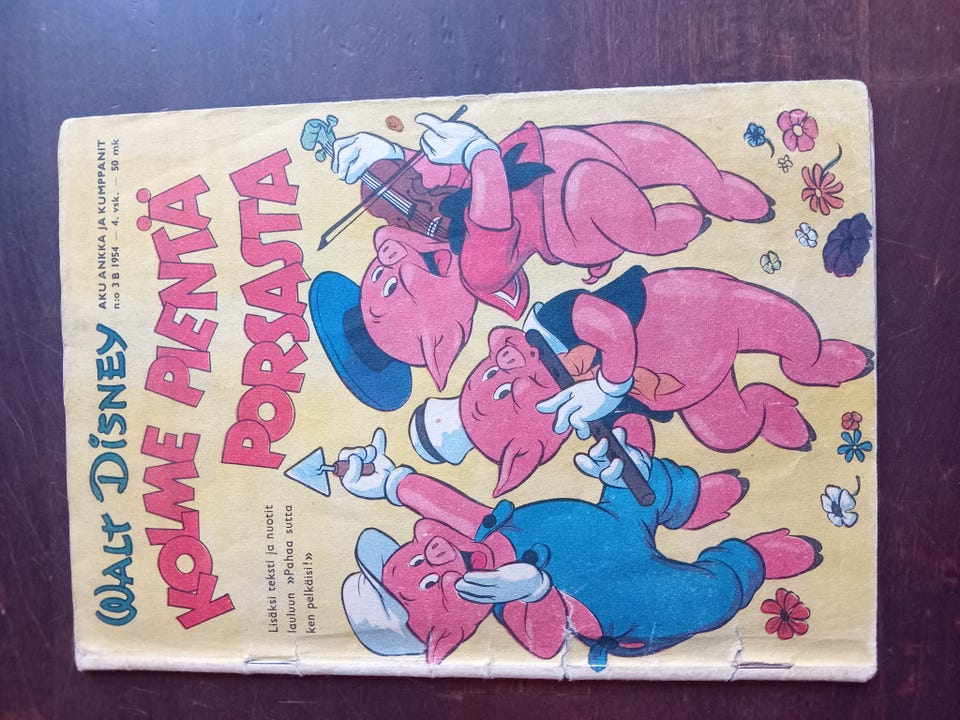 WALT DISNEY
AKU ANKKA JA KUMPPANIT
n:o 3 B 1954 — 4. vsk. — 50 mk
KOLME PIENTÄ
PORSASTA
Lisäksi teksti ja nuotit
lauluun »Pahaa sutta
ken pelkäisi!»